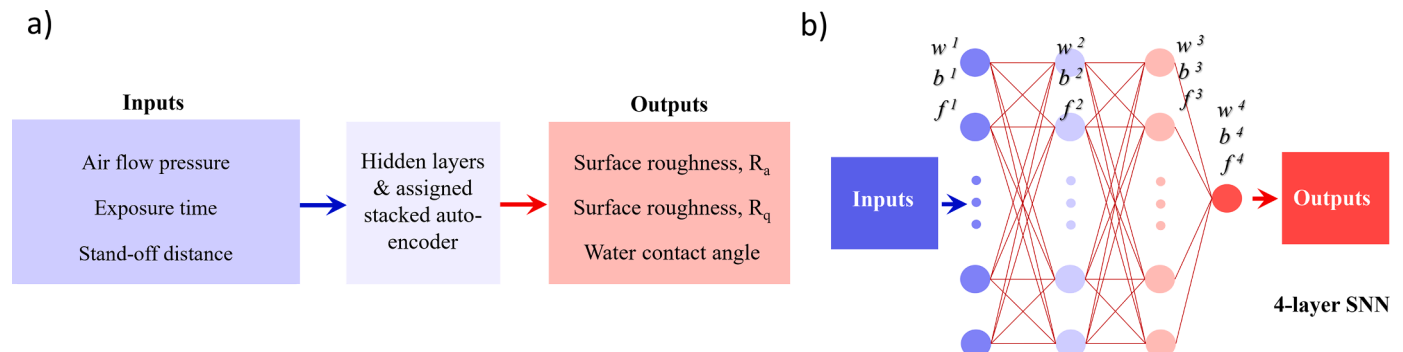 a)
Inputs
Air flow pressure
Exposure time
Stand-off distance
Hidden layers
& assigned
stacked auto-
encoder
Outputs
Surface roughness, Rₐ
Surface roughness, R_q
Water contact angle
b)
Inputs
w¹
b¹
f¹
w²
b²
f²
w³
b³
f³
w⁴
b⁴
f⁴
Outputs
4-layer SNN